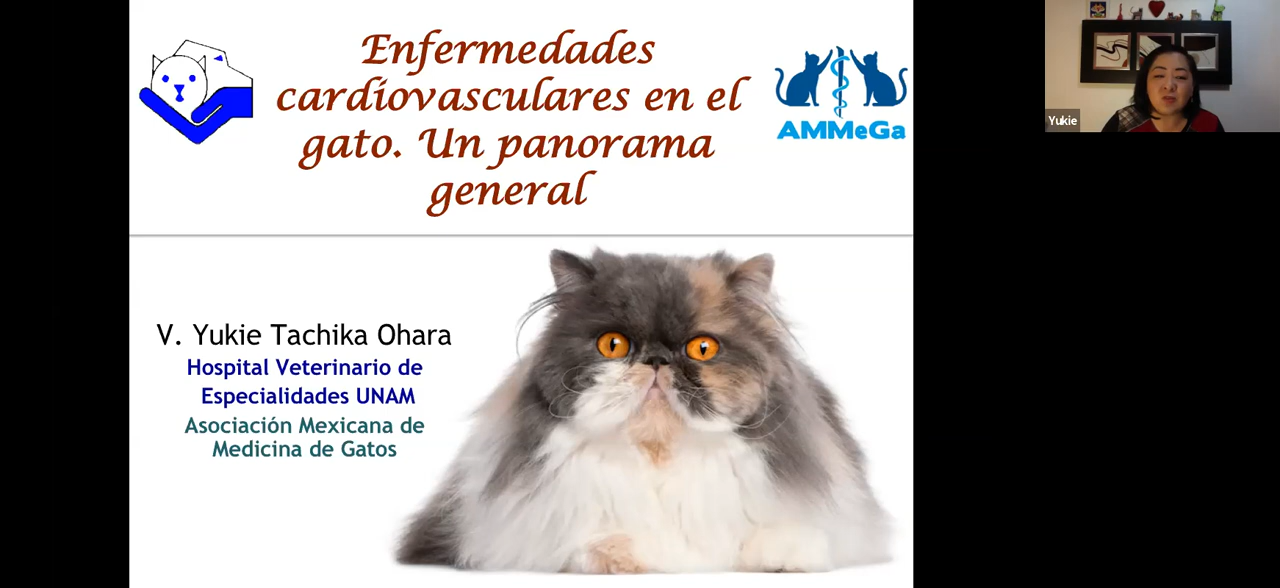 Enfermedades
cardiovasculares en el
gato. Un panorama
general
AMMeGa
Yukie
V. Yukie Tachika Ohara
Hospital Veterinario de
Especialidades UNAM
Asociación Mexicana de
Medicina de Gatos